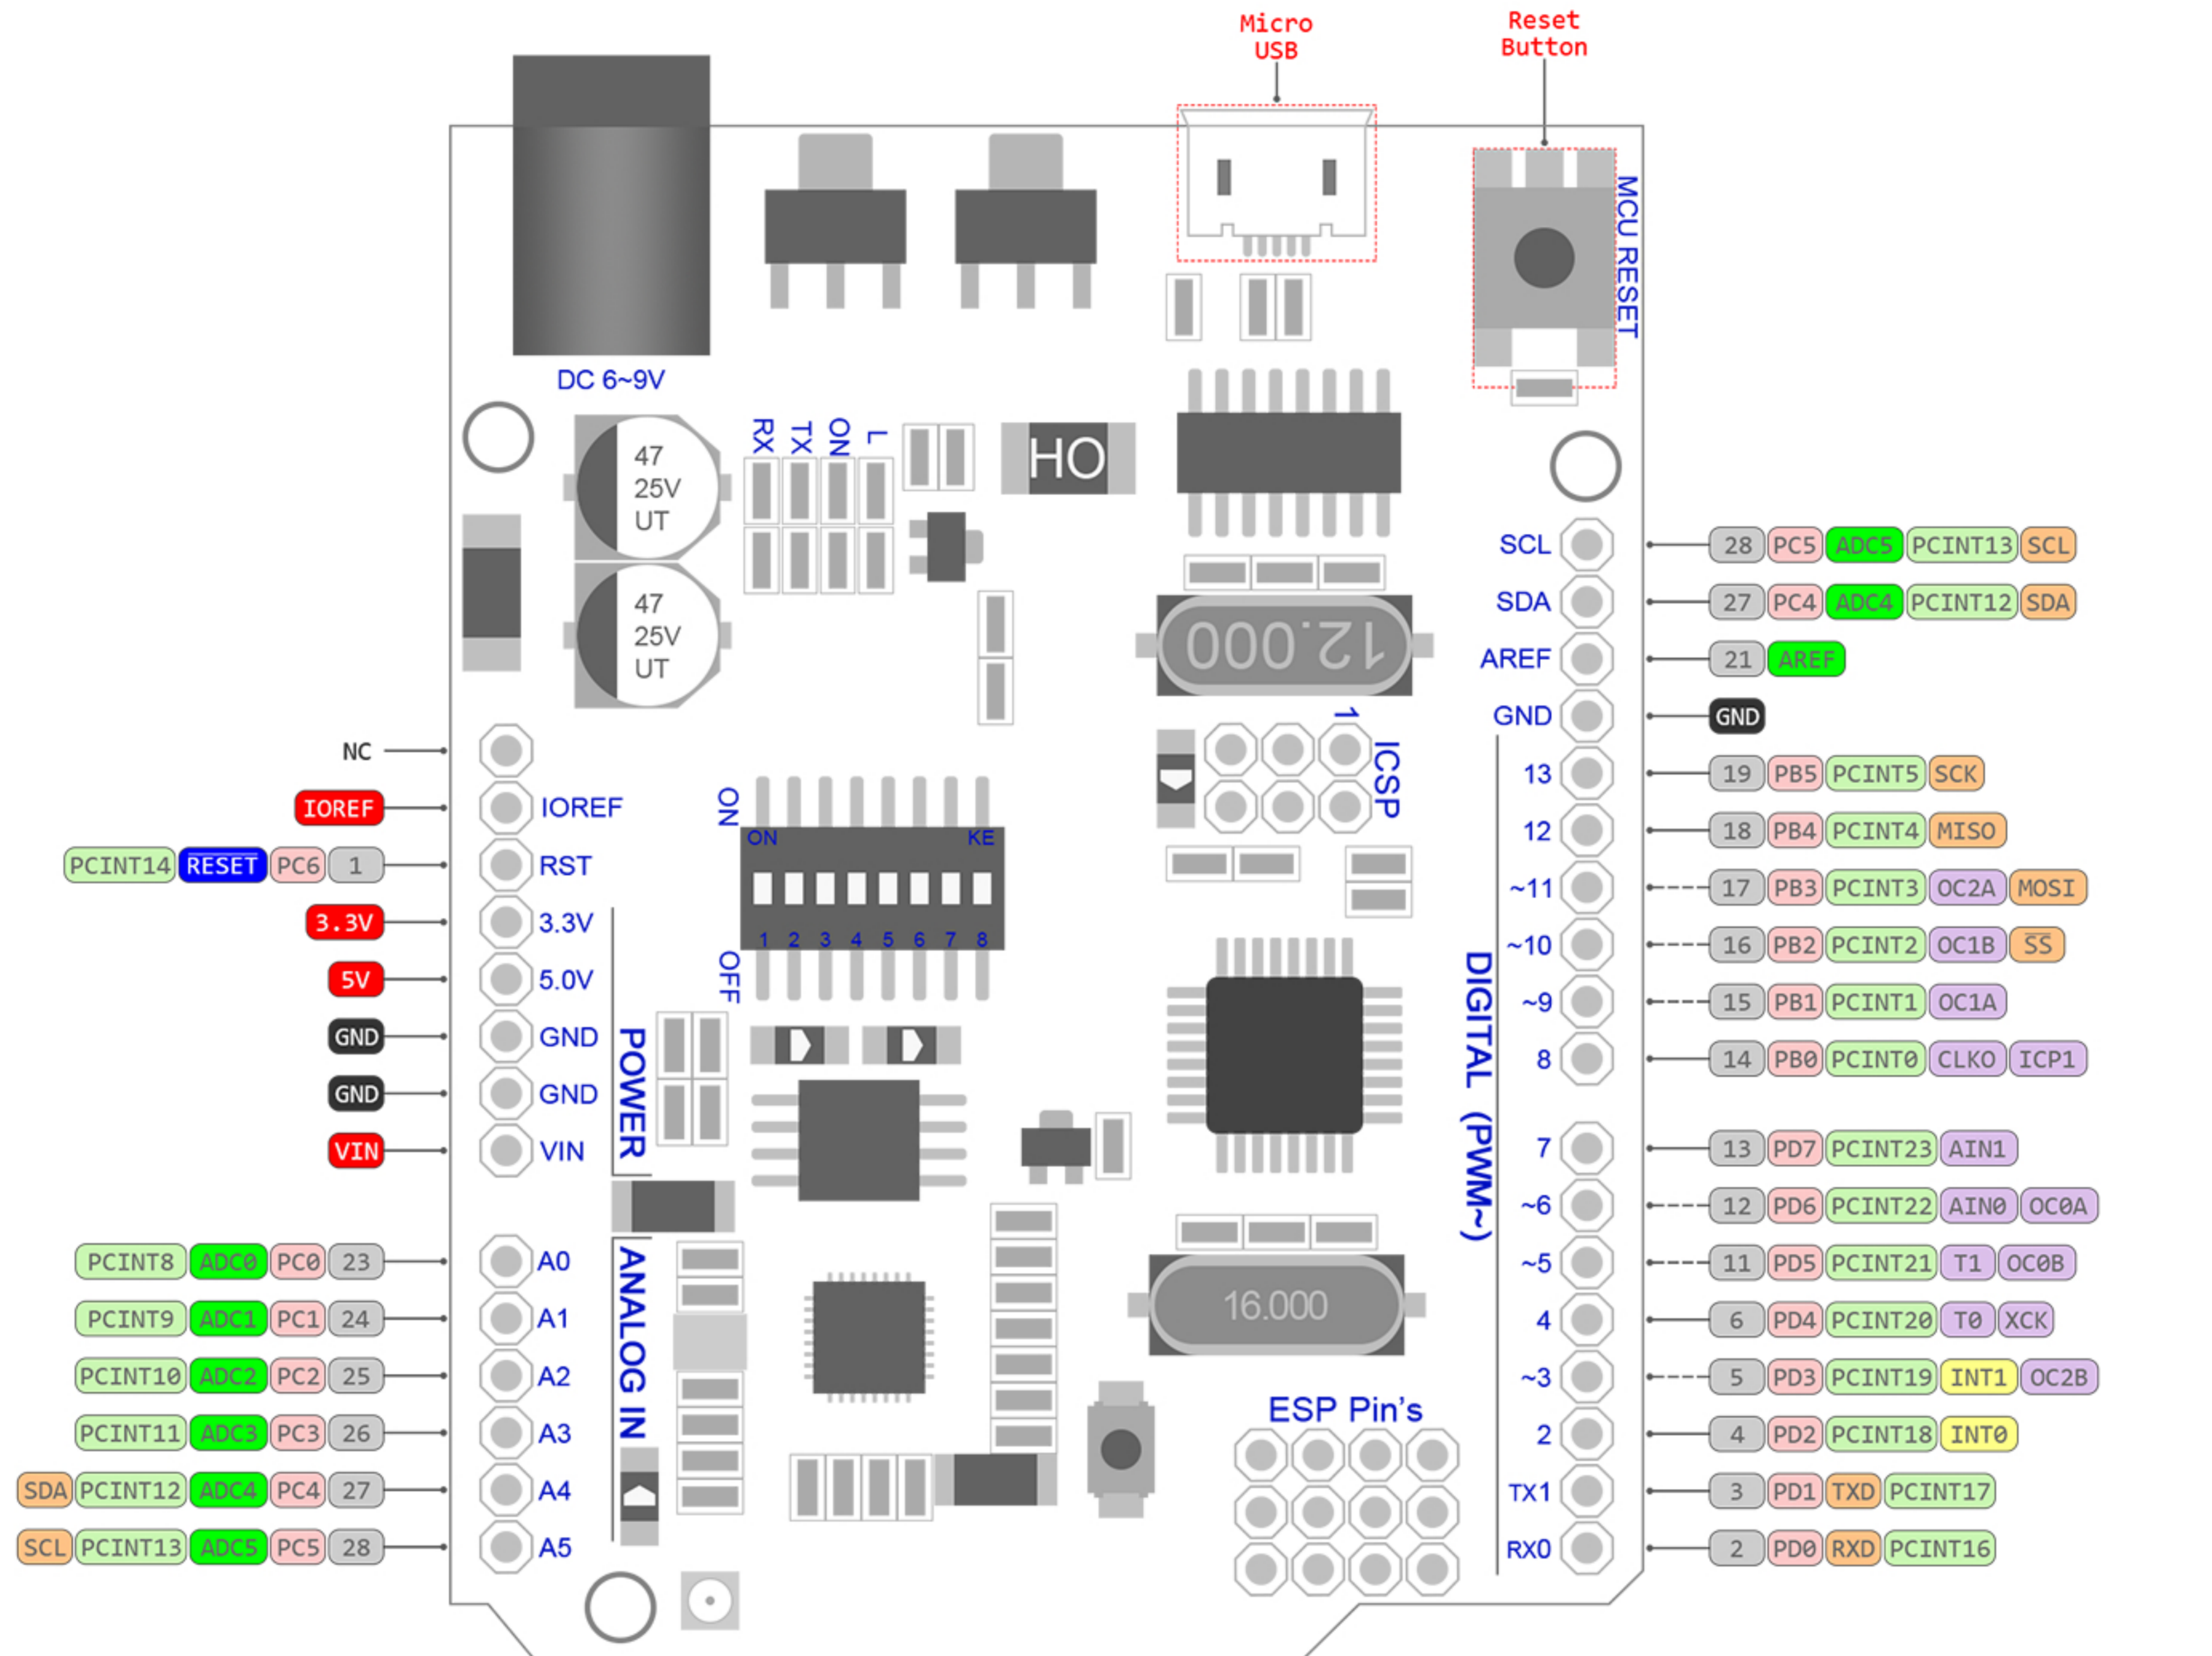 Micro
USB
Reset
Button
MCU RESET
DC 6~9V
47
25V
UT
47
25V
UT
RX
TX
ON
L
HO
12.000
1
ICSP
ON
ON
KE
1 2 3 4 5 6 7 8
OFF
NC
IOREF IOREF
PCINT14 RESET PC6 1 RST
3.3V 3.3V
5V 5.0V
GND GND
GND GND
VIN VIN
POWER
PCINT8 ADC0 PC0 23 A0
PCINT9 ADC1 PC1 24 A1
PCINT10 ADC2 PC2 25 A2
PCINT11 ADC3 PC3 26 A3
SDA PCINT12 ADC4 PC4 27 A4
SCL PCINT13 ADC5 PC5 28 A5
ANALOG IN
16.000
ESP Pin’s
SCL 28 PC5 ADC5 PCINT13 SCL
SDA 27 PC4 ADC4 PCINT12 SDA
AREF 21 AREF
GND GND
13 19 PB5 PCINT5 SCK
12 18 PB4 PCINT4 MISO
~11 17 PB3 PCINT3 OC2A MOSI
~10 16 PB2 PCINT2 OC1B SS
~9 15 PB1 PCINT1 OC1A
8 14 PB0 PCINT0 CLKO ICP1
DIGITAL (PWM~)
7 13 PD7 PCINT23 AIN1
~6 12 PD6 PCINT22 AIN0 OC0A
~5 11 PD5 PCINT21 T1 OC0B
4 6 PD4 PCINT20 T0 XCK
~3 5 PD3 PCINT19 INT1 OC2B
2 4 PD2 PCINT18 INT0
TX1 3 PD1 TXD PCINT17
RX0 2 PD0 RXD PCINT16